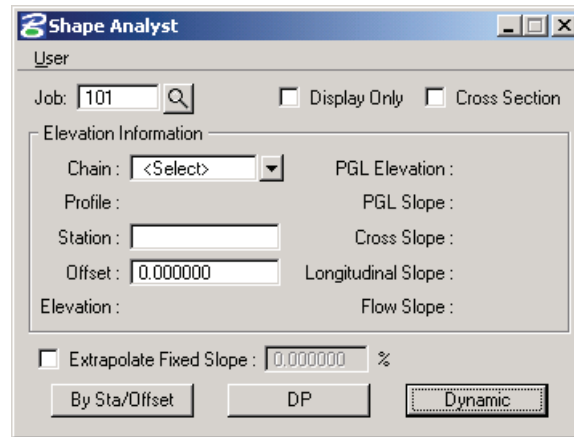 Shape Analyst
User
Job: 101 Display Only Cross Section
Elevation Information
Chain : <Select> PGL Elevation :
Profile : PGL Slope :
Station : Cross Slope :
Offset : 0.000000 Longitudinal Slope :
Elevation : Flow Slope :
Extrapolate Fixed Slope : 0.000000 %
By Sta/Offset DP Dynamic